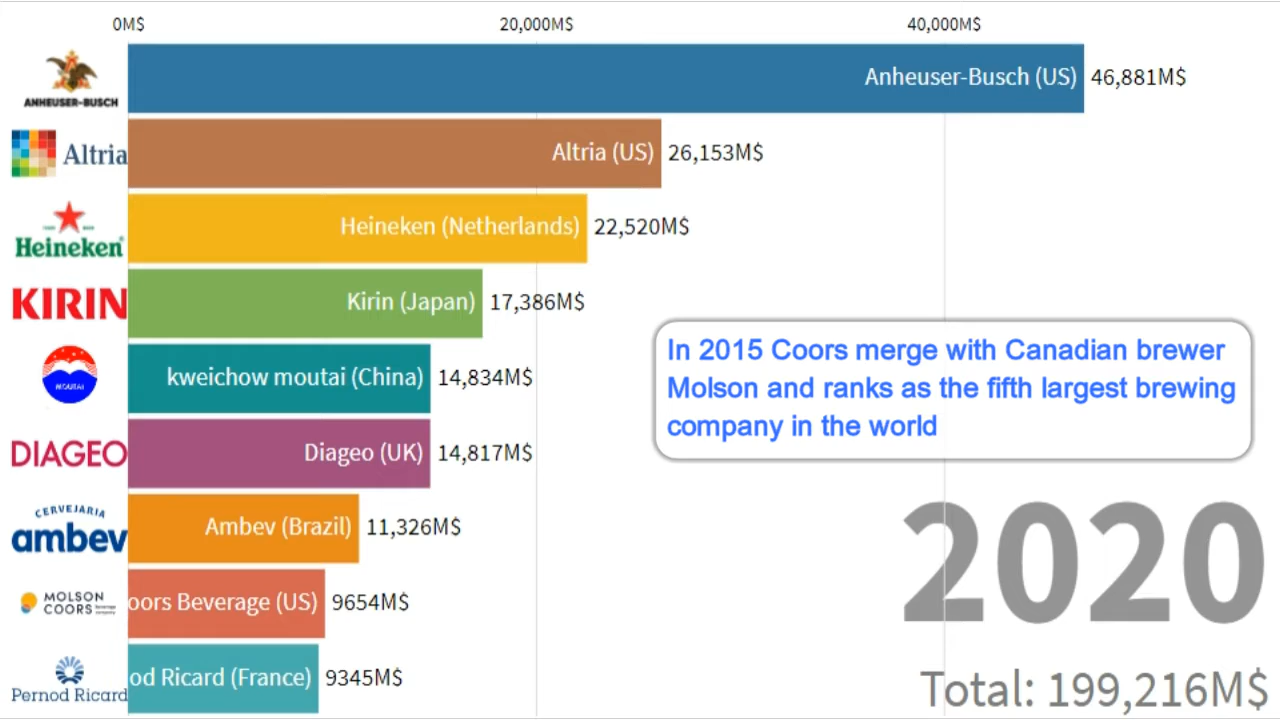 0M$ 20,000M$ 40,000M$
ANHEUSER-BUSCH Anheuser-Busch (US) 46,881M$
Altria Altria (US) 26,153M$
Heineken Heineken (Netherlands) 22,520M$
KIRIN Kirin (Japan) 17,386M$
MOUTAI kweichow moutai (China) 14,834M$
In 2015 Coors merge with Canadian brewer
Molson and ranks as the fifth largest brewing
company in the world
DIAGEO Diageo (UK) 14,817M$
CERVEJARIA
ambev Ambev (Brazil) 11,326M$
MOLSON
COORS beverage company oors Beverage (US) 9654M$
2020
Pernod Ricard od Ricard (France) 9345M$
Total: 199,216M$